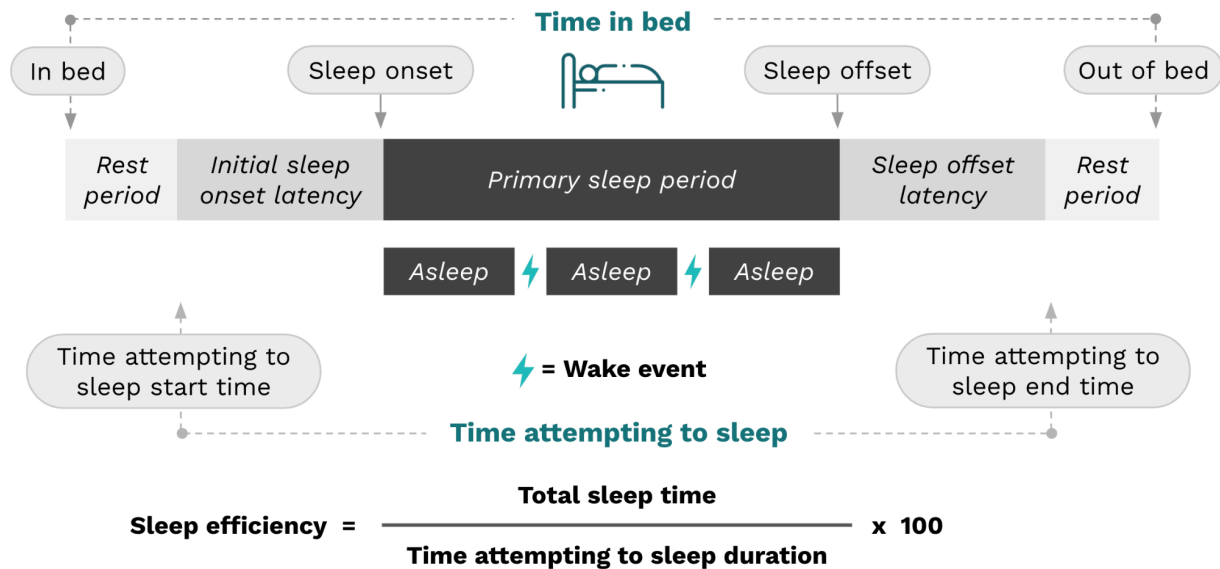 Time in bed
In bed
Sleep onset
Sleep offset
Out of bed
Rest
period
Initial sleep
onset latency
Primary sleep period
Sleep offset
latency
Rest
period
Asleep
Asleep
Asleep
Time attempting to
sleep start time
= Wake event
Time attempting to
sleep end time
Time attempting to sleep
Sleep efficiency =
Total sleep time
Time attempting to sleep duration
x 100